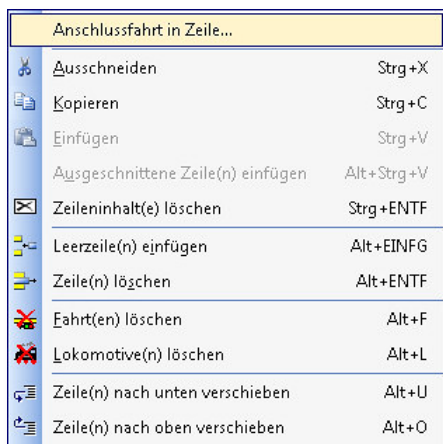 Anschlussfahrt in Zeile...
Ausschneiden Strg+X
Kopieren Strg+C
Einfügen Strg+V
Ausgeschnittene Zeile(n) einfügen Alt+Strg+V
Zeileninhalt(e) löschen Strg+ENTF
Leerzeile(n) einfügen Alt+EINFG
Zeile(n) löschen Alt+ENTF
Fahrt(en) löschen Alt+F
Lokomotive(n) löschen Alt+L
Zeile(n) nach unten verschieben Alt+U
Zeile(n) nach oben verschieben Alt+O